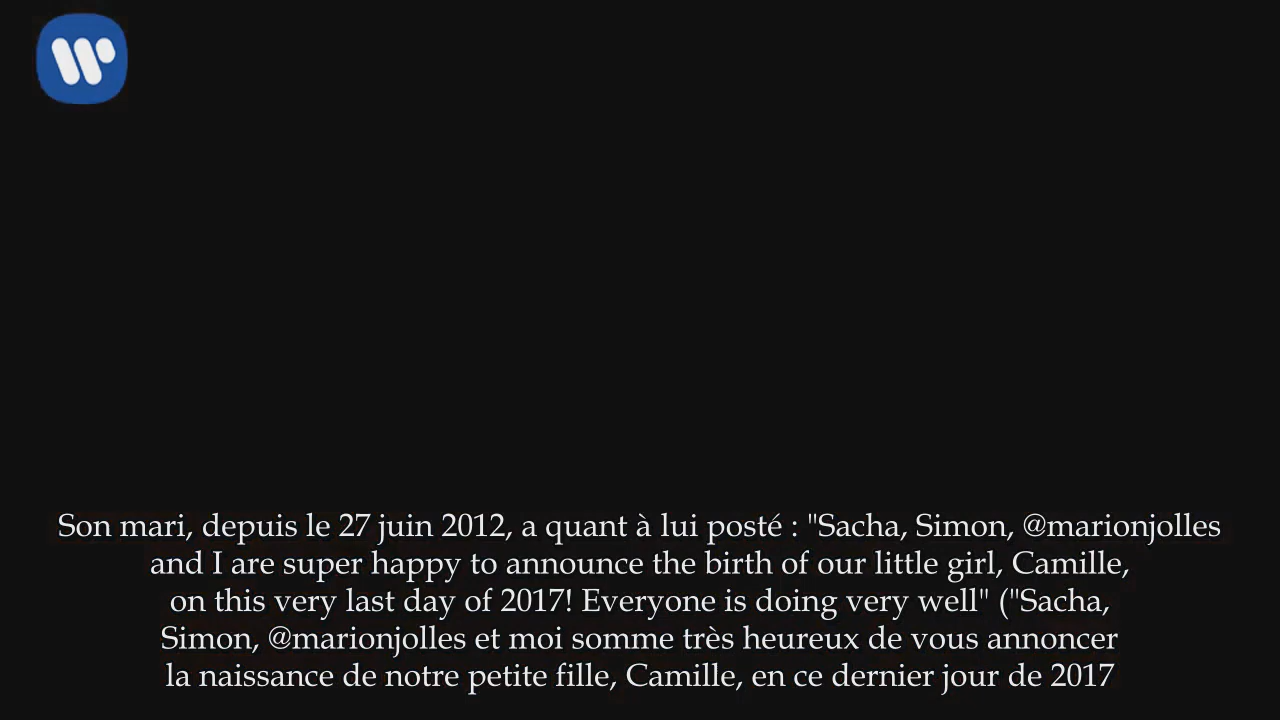 Son mari, depuis le 27 juin 2012, a quant à lui posté : "Sacha, Simon, @marionjolles
and I are super happy to announce the birth of our little girl, Camille,
on this very last day of 2017! Everyone is doing very well" ("Sacha,
Simon, @marionjolles et moi somme très heureux de vous annoncer
la naissance de notre petite fille, Camille, en ce dernier jour de 2017